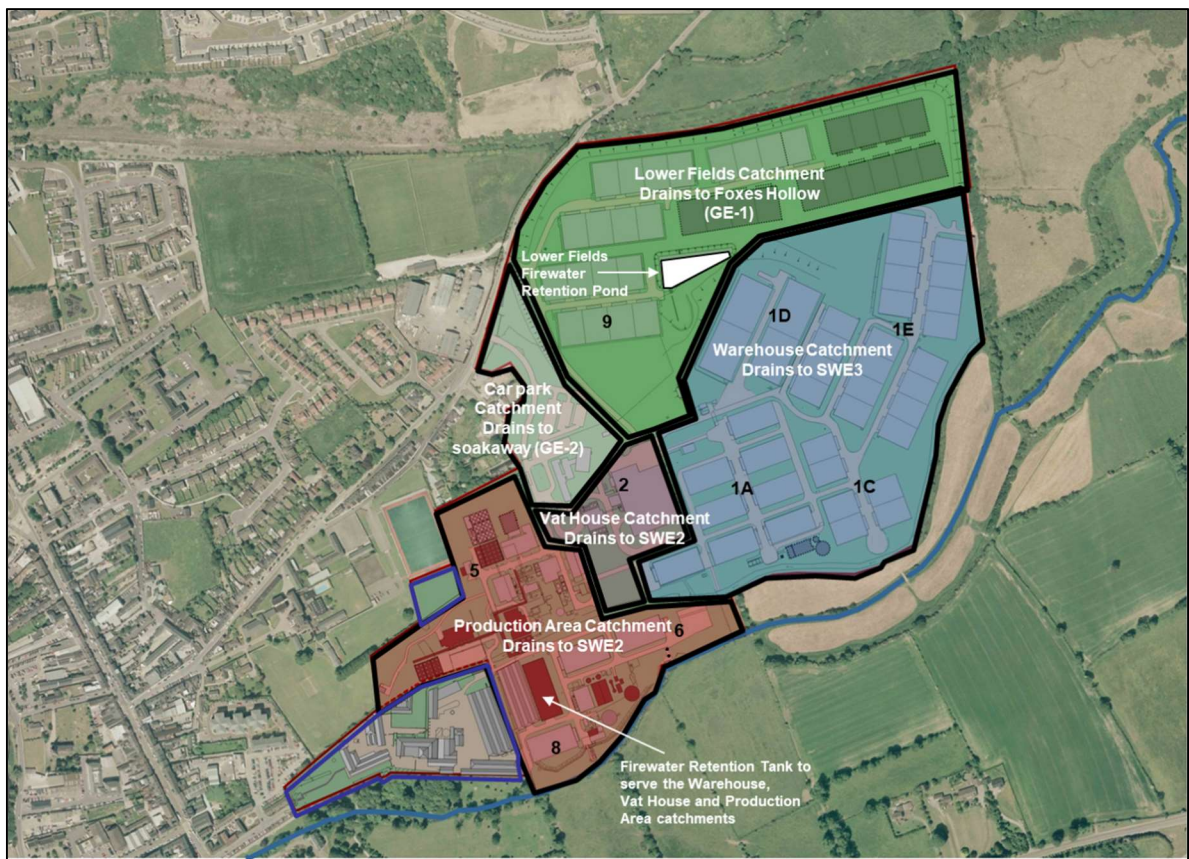 Lower Fields Catchment
Drains to Foxes Hollow
(GE-1)
Lower Fields
Firewater
Retention Pond
9
1D
1E
Warehouse Catchment
Drains to SWE3
Car park
Catchment
Drains to
soakaway (GE-2)
2
1A
1C
Vat House Catchment
Drains to SWE2
5
Production Area Catchment
Drains to SWE2
6
8
Firewater Retention Tank to
serve the Warehouse,
Vat House and Production
Area catchments